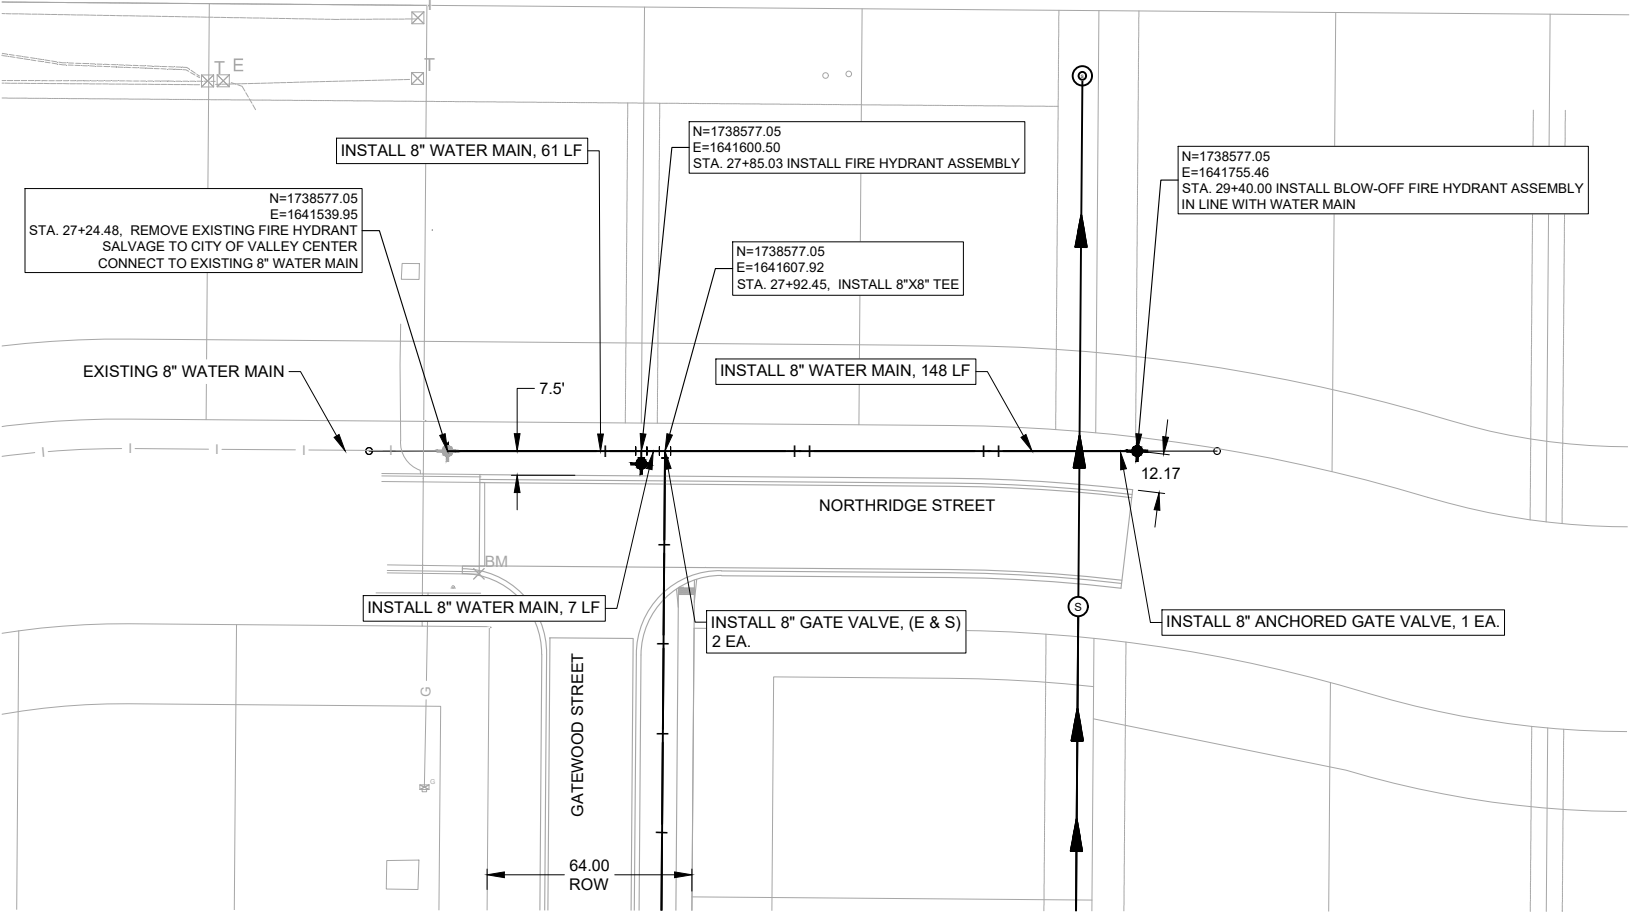 T
T E
T
INSTALL 8" WATER MAIN, 61 LF
N=1738577.05
E=1641600.50
STA. 27+85.03 INSTALL FIRE HYDRANT ASSEMBLY
N=1738577.05
E=1641755.46
STA. 29+40.00 INSTALL BLOW-OFF FIRE HYDRANT ASSEMBLY
IN LINE WITH WATER MAIN
N=1738577.05
E=1641539.95
STA. 27+24.48, REMOVE EXISTING FIRE HYDRANT
SALVAGE TO CITY OF VALLEY CENTER
CONNECT TO EXISTING 8" WATER MAIN
N=1738577.05
E=1641607.92
STA. 27+92.45, INSTALL 8"X8" TEE
EXISTING 8" WATER MAIN
7.5'
INSTALL 8" WATER MAIN, 148 LF
12.17
NORTHRIDGE STREET
BM
INSTALL 8" WATER MAIN, 7 LF
INSTALL 8" GATE VALVE, (E & S)
2 EA.
S
INSTALL 8" ANCHORED GATE VALVE, 1 EA.
G
GATEWOOD STREET
G
64.00
ROW